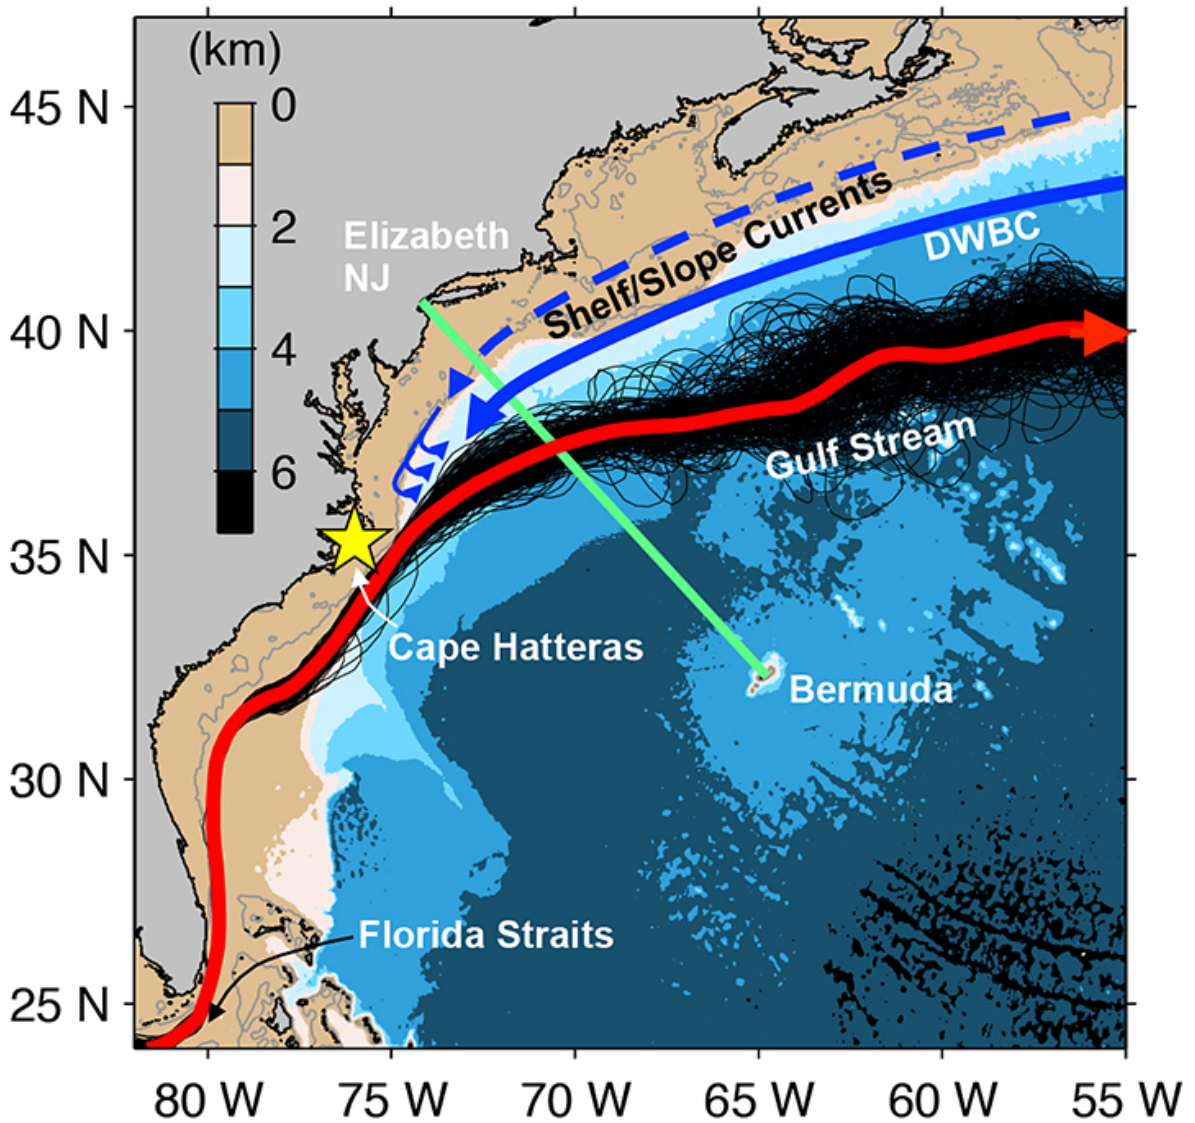 (km)
0
2
4
6
45 N
40 N
35 N
30 N
25 N
Elizabeth
NJ
Shelf/Slope Currents
DWBC
Gulf Stream
Cape Hatteras
Bermuda
Florida Straits
80 W
75 W
70 W
65 W
60 W
55 W